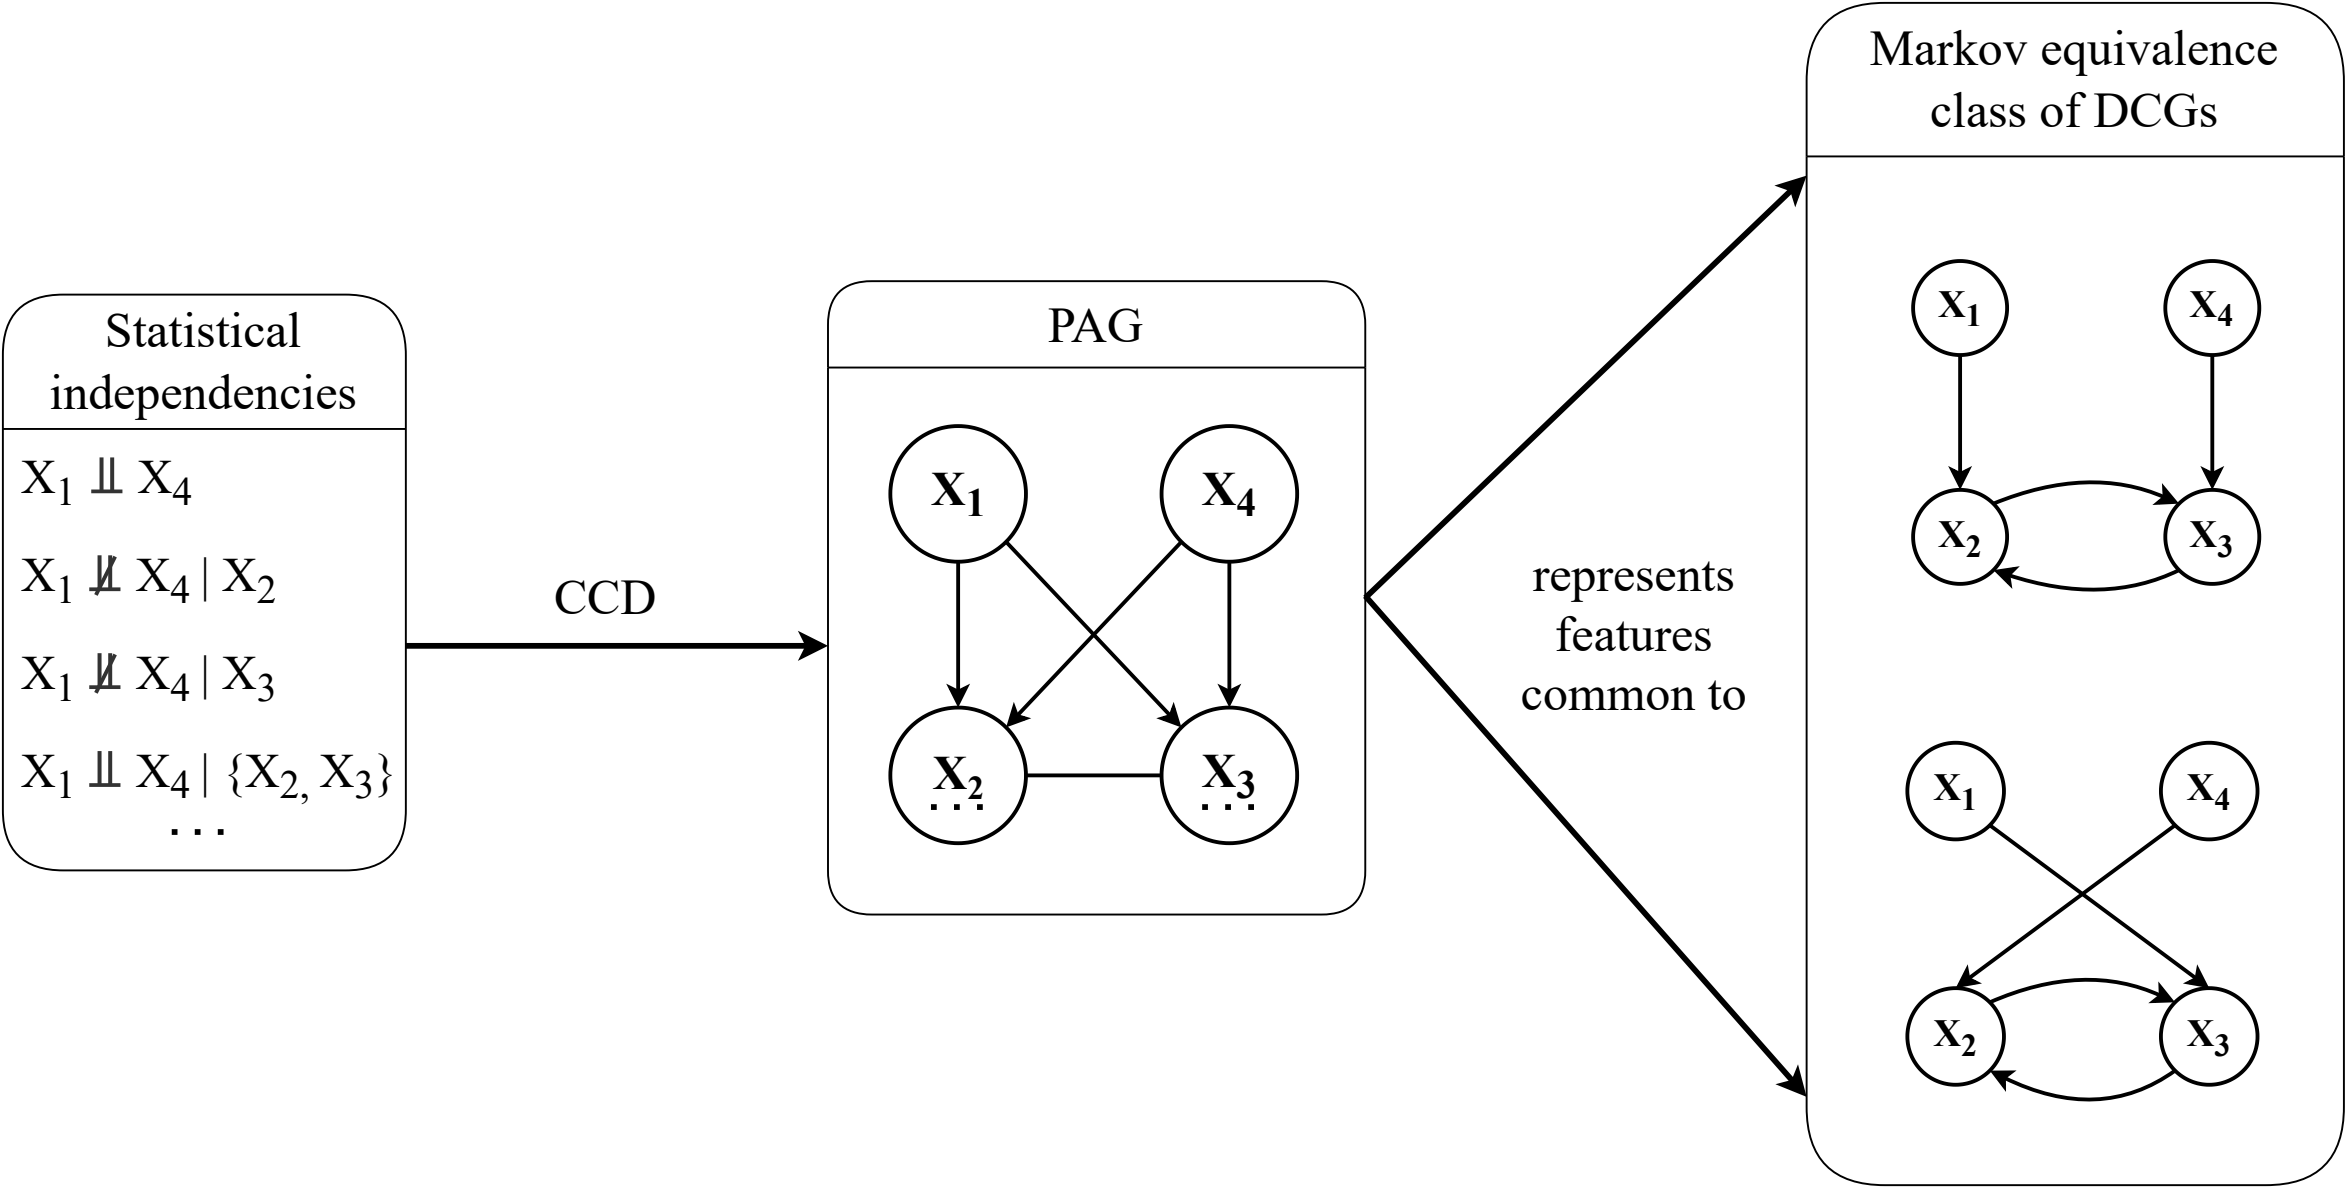 Statistical
independencies
X₁ ⫫ X₄
X₁ ⫫̸ X₄ | X₂
X₁ ⫫̸ X₄ | X₃
X₁ ⫫ X₄ | {X₂, X₃}
...
CCD
PAG
X₁
X₄
X₂
...
X₃
...
represents
features
common to
Markov equivalence
class of DCGs
X₁
X₄
X₂
X₃
X₁
X₄
X₂
X₃